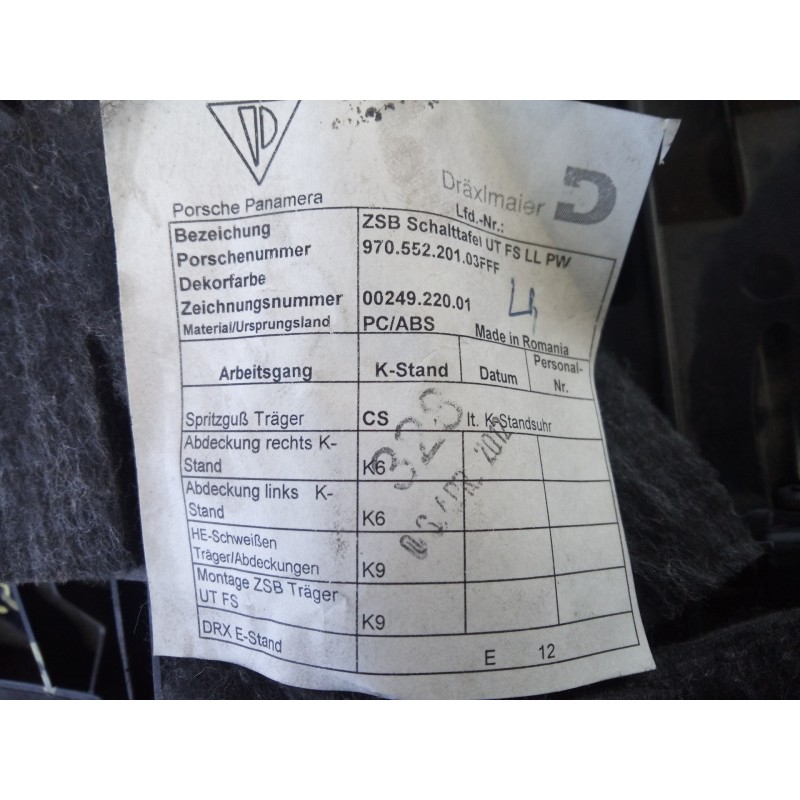 Porsche Panamera
Dräxlmaier
Lfd.-Nr.:
Bezeichung ZSB Schalttafel UT FS LL PW
Porschenummer 970.552.201.03FFF
Dekorfarbe
Zeichnungsnummer 00249.220.01
Material/Ursprungsland PC/ABS Made in Romania
Arbeitsgang K-Stand Datum Personal-
Nr.
Spritzguß Träger CS lt. K-Standsuhr
Abdeckung rechts K-
Stand K6
Abdeckung links K-
Stand K6
HE-Schweißen
Träger/Abdeckungen K9
Montage ZSB Träger
UT FS K9
DRX E-Stand E 12
328